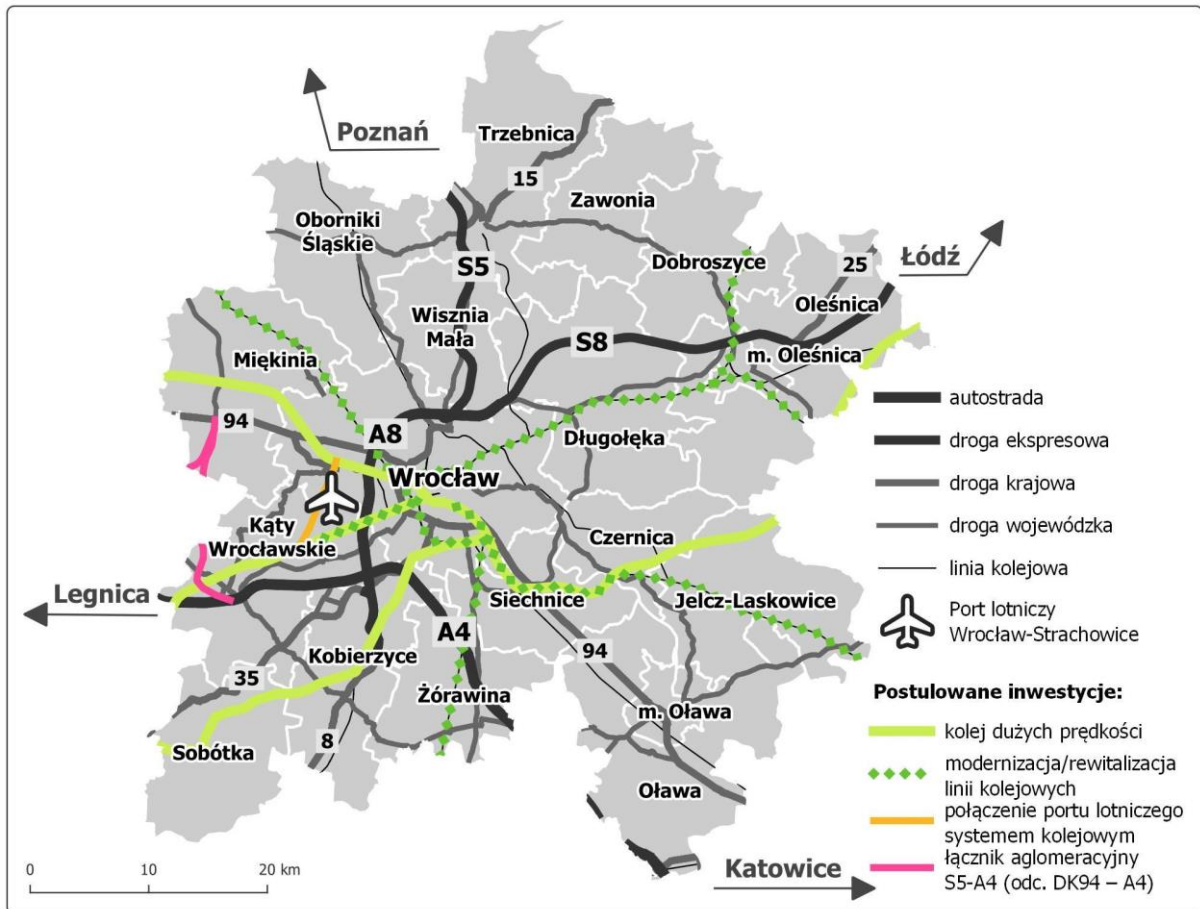 Poznań
Trzebnica
15
Zawonia
Oborniki
Śląskie
S5
Dobroszyce
25
Łódź
Oleśnica
Wisznia
Mała
S8
m. Oleśnica
Miękinia
94
A8
Długołęka
Wrocław
Kąty
Wrocławskie
Czernica
Legnica
Siechnice
Jelcz-Laskowice
A4
94
Kobierzyce
35
Żórawina
m. Oława
8
Sobótka
Oława
Katowice
0 10 20 km
autostrada
droga ekspresowa
droga krajowa
droga wojewódzka
linia kolejowa
Port lotniczy
Wrocław-Strachowice
Postulowane inwestycje:
kolej dużych prędkości
modernizacja/rewitalizacja
linii kolejowych
połączenie portu lotniczego
systemem kolejowym
łącznik aglomeracyjny
S5-A4 (odc. DK94 – A4)